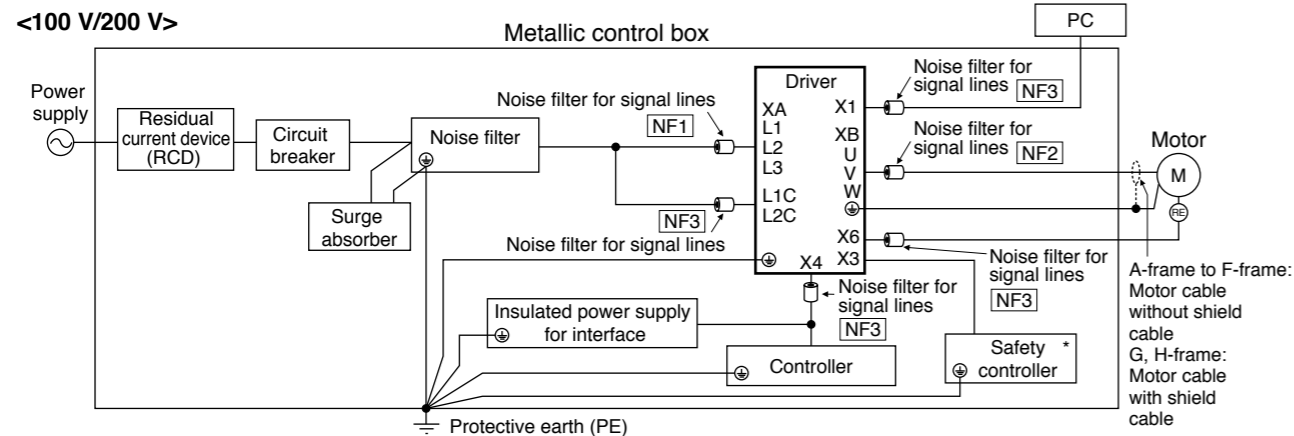 <100 V/200 V>
Metallic control box
PC
Power
supply
Residual
current device
(RCD)
Circuit
breaker
Noise filter
Surge
absorber
Noise filter for signal lines
NF1
NF3
Noise filter for signal lines
Driver
XA
L1
L2
L3
L1C
L2C
X4
X1
XB
U
V
W
X6
X3
Noise filter for
signal lines
NF3
Noise filter for
signal lines
NF2
Motor
M
RE
Noise filter for
signal lines
NF3
Noise filter for
signal lines
NF3
A-frame to F-frame:
Motor cable
without shield
cable
G, H-frame:
Motor cable
with shield
cable
Insulated power supply
for interface
Controller
Safety *
controller
Protective earth (PE)